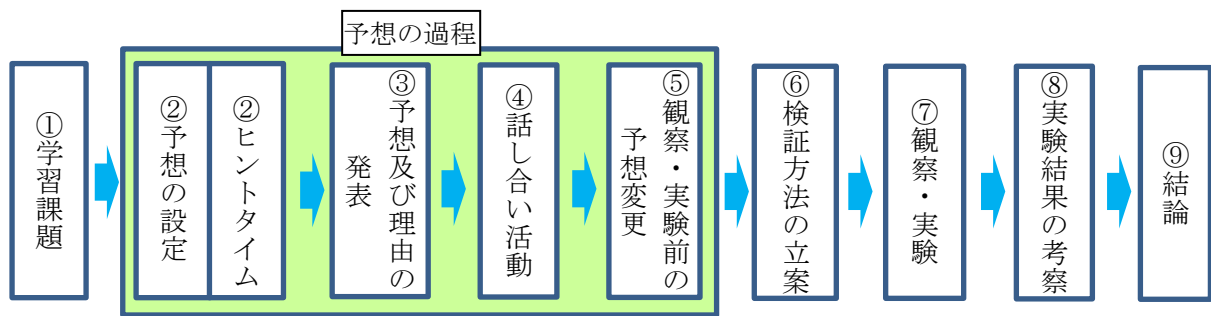 予想の過程
①学習課題
②予想の設定
②ヒントタイム
③予想及び理由の
発表
④話し合い活動
⑤観察・実験前の
予想変更
⑥検証方法の立案
⑦観察・実験
⑧実験結果の考察
⑨結論